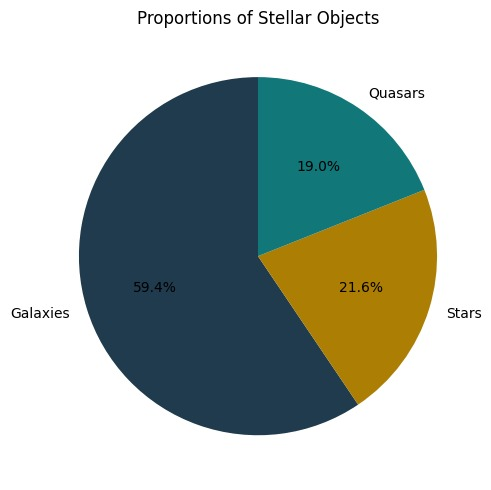 Proportions of Stellar Objects
Quasars
19.0%
59.4%
21.6%
Galaxies
Stars